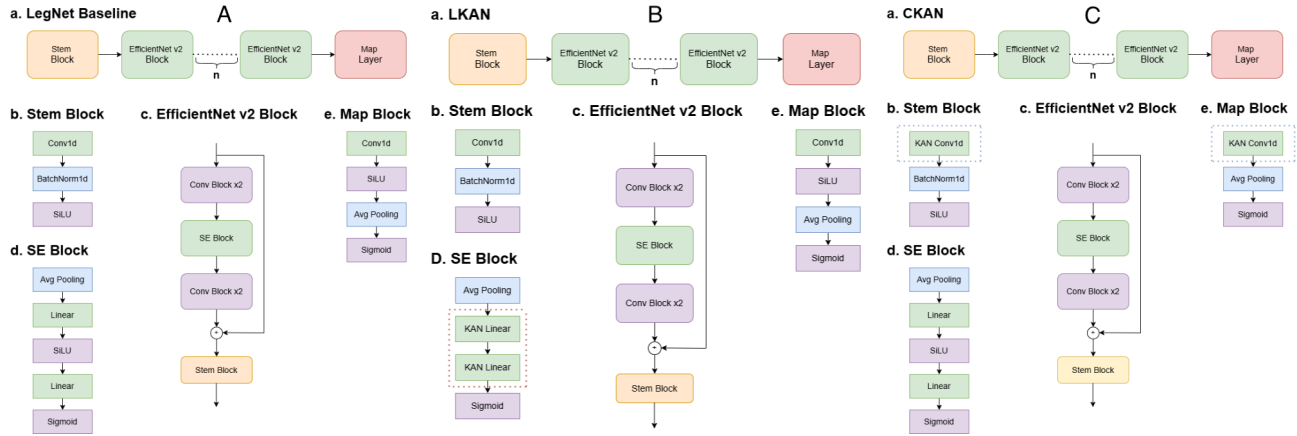 A
a. LegNet Baseline
Stem
Block
EfficientNet v2
Block
n
EfficientNet v2
Block
Map
Layer
b. Stem Block
Conv1d
BatchNorm1d
SiLU
c. EfficientNet v2 Block
Conv Block x2
SE Block
Conv Block x2
+
Stem Block
e. Map Block
Conv1d
SiLU
Avg Pooling
Sigmoid
d. SE Block
Avg Pooling
Linear
SiLU
Linear
Sigmoid
B
a. LKAN
Stem
Block
EfficientNet v2
Block
n
EfficientNet v2
Block
Map
Layer
b. Stem Block
Conv1d
BatchNorm1d
SiLU
c. EfficientNet v2 Block
Conv Block x2
SE Block
Conv Block x2
+
Stem Block
e. Map Block
Conv1d
SiLU
Avg Pooling
Sigmoid
D. SE Block
Avg Pooling
KAN Linear
KAN Linear
Sigmoid
C
a. CKAN
Stem
Block
EfficientNet v2
Block
n
EfficientNet v2
Block
Map
Layer
b. Stem Block
KAN Conv1d
BatchNorm1d
SiLU
c. EfficientNet v2 Block
Conv Block x2
SE Block
Conv Block x2
+
Stem Block
e. Map Block
KAN Conv1d
Avg Pooling
Sigmoid
d. SE Block
Avg Pooling
Linear
SiLU
Linear
Sigmoid